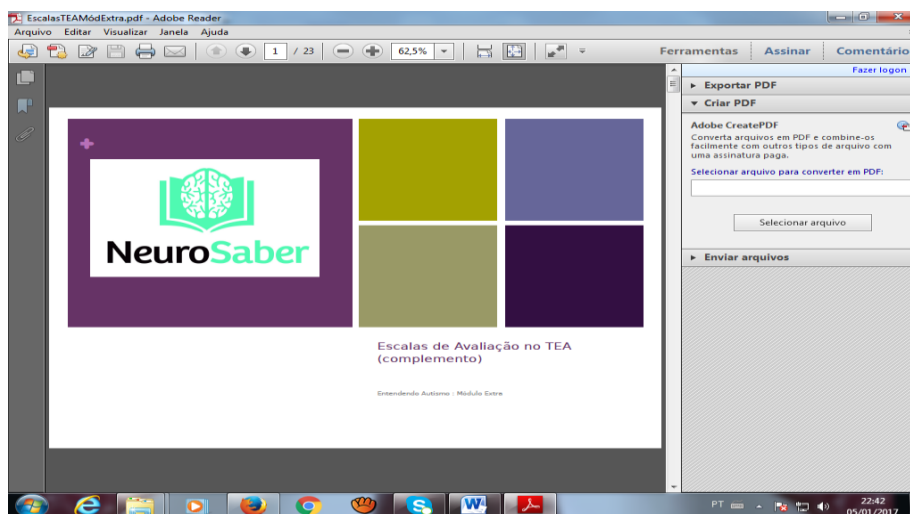 EscalasTEAMódExtra.pdf - Adobe Reader
Arquivo Editar Visualizar Janela Ajuda
1 / 23 62,5% Ferramentas Assinar Comentário
Fazer logon
Exportar PDF
Criar PDF
Adobe CreatePDF
Converta arquivos em PDF e combine-os
facilmente com outros tipos de arquivo com
uma assinatura paga.
Selecionar arquivo para converter em PDF:
Selecionar arquivo
Enviar arquivos
NeuroSaber
Escalas de Avaliação no TEA
(complemento)
Entendendo Autismo : Módulo Extra
PT
22:42
05/01/2017